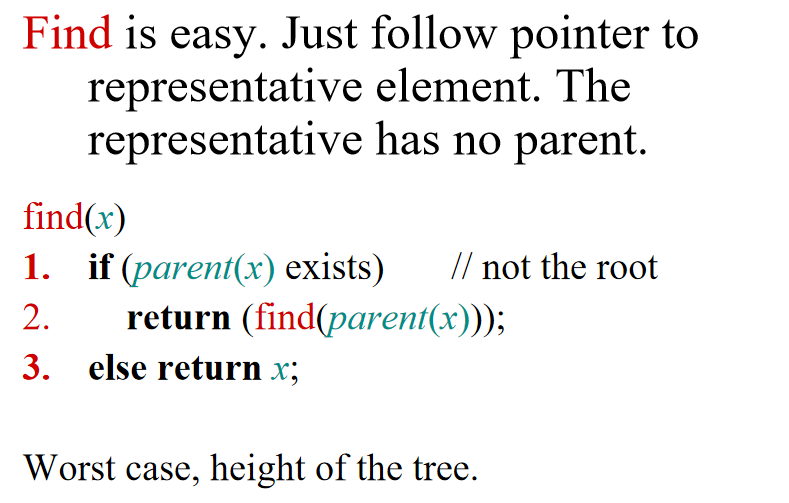 Find is easy. Just follow pointer to
representative element. The
representative has no parent.
find(x)
1. if (parent(x) exists) // not the root
2. return (find(parent(x)));
3. else return x;
Worst case, height of the tree.